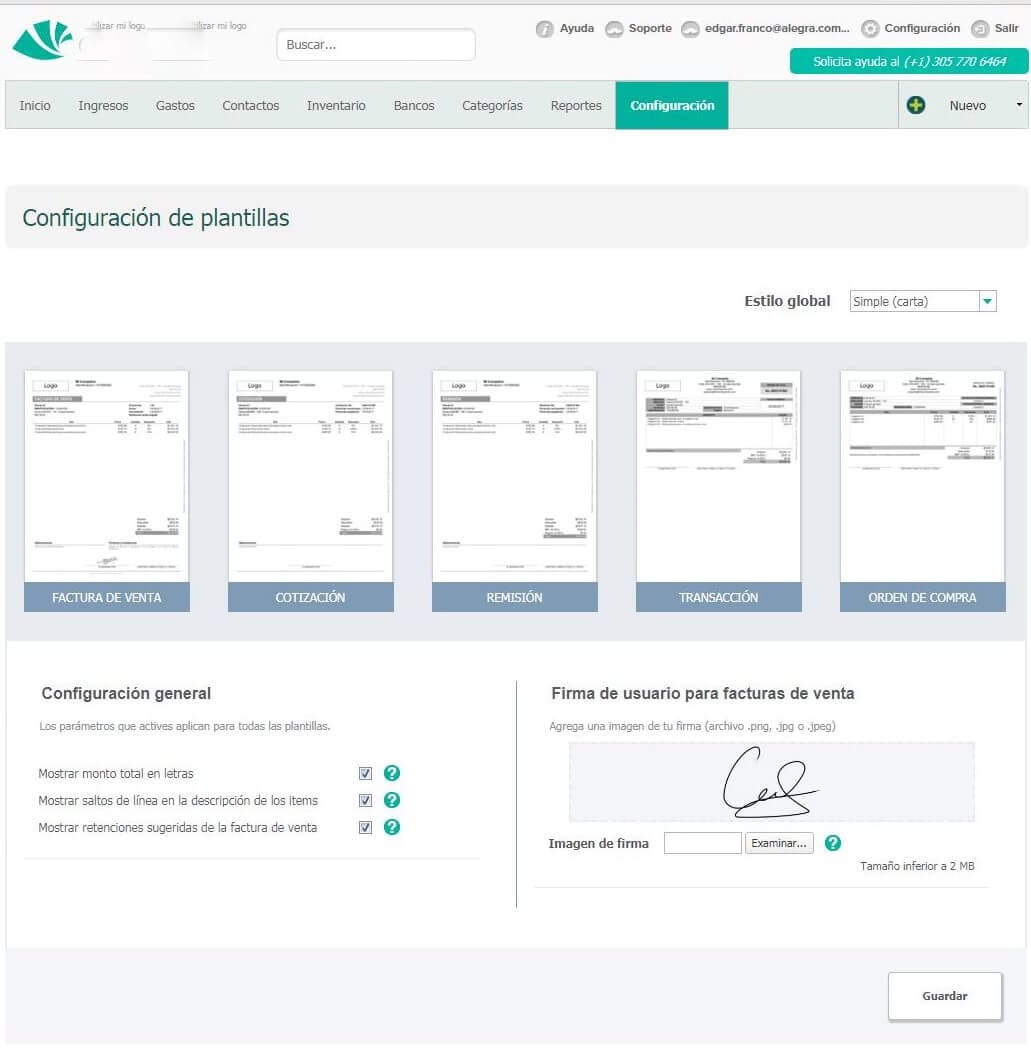 ilizar mi logo ilizar mi logo
Buscar...
Ayuda Soporte edgar.franco@alegra.com... Configuración Salir
Solicita ayuda al (+1) 305 770 6464
Inicio Ingresos Gastos Contactos Inventario Bancos Categorías Reportes Configuración Nuevo
Configuración de plantillas
Estilo global Simple (carta)
Logo Logo Logo Logo Logo
FACTURA DE VENTA COTIZACIÓN REMISIÓN TRANSACCIÓN ORDEN DE COMPRA
Configuración general
Los parámetros que actives aplican para todas las plantillas.
Mostrar monto total en letras
Mostrar saltos de línea en la descripción de los items
Mostrar retenciones sugeridas de la factura de venta
Firma de usuario para facturas de venta
Agrega una imagen de tu firma (archivo .png, .jpg o .jpeg)
Imagen de firma Examinar...
Tamaño inferior a 2 MB
Guardar